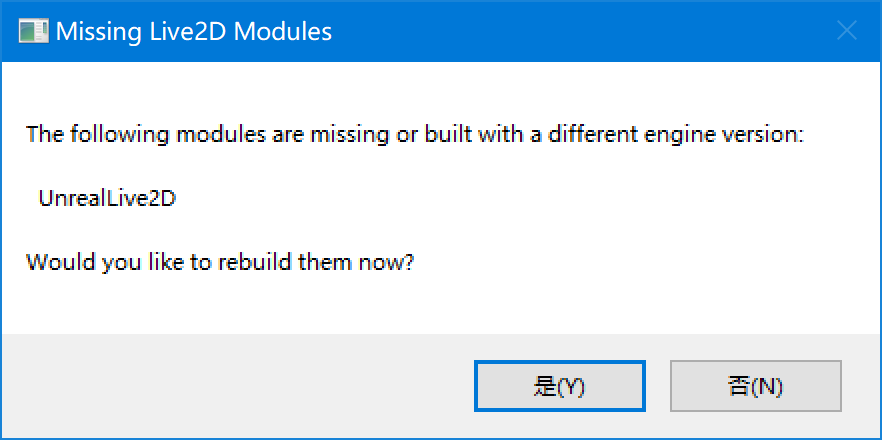 Missing Live2D Modules
The following modules are missing or built with a different engine version:
UnrealLive2D
Would you like to rebuild them now?
是(Y)
否(N)